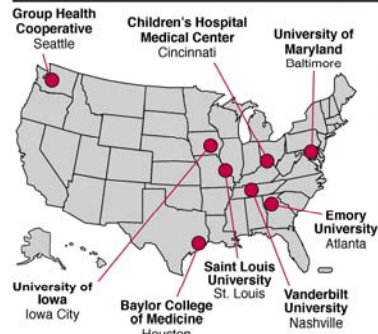 Group Health
Cooperative
Seattle
Children's Hospital
Medical Center
Cincinnati
University of
Maryland
Baltimore
Emory
University
Atlanta
University of
Iowa
Iowa City
Baylor College
of Medicine
Houston
Saint Louis
University
St. Louis
Vanderbilt
University
Nashville